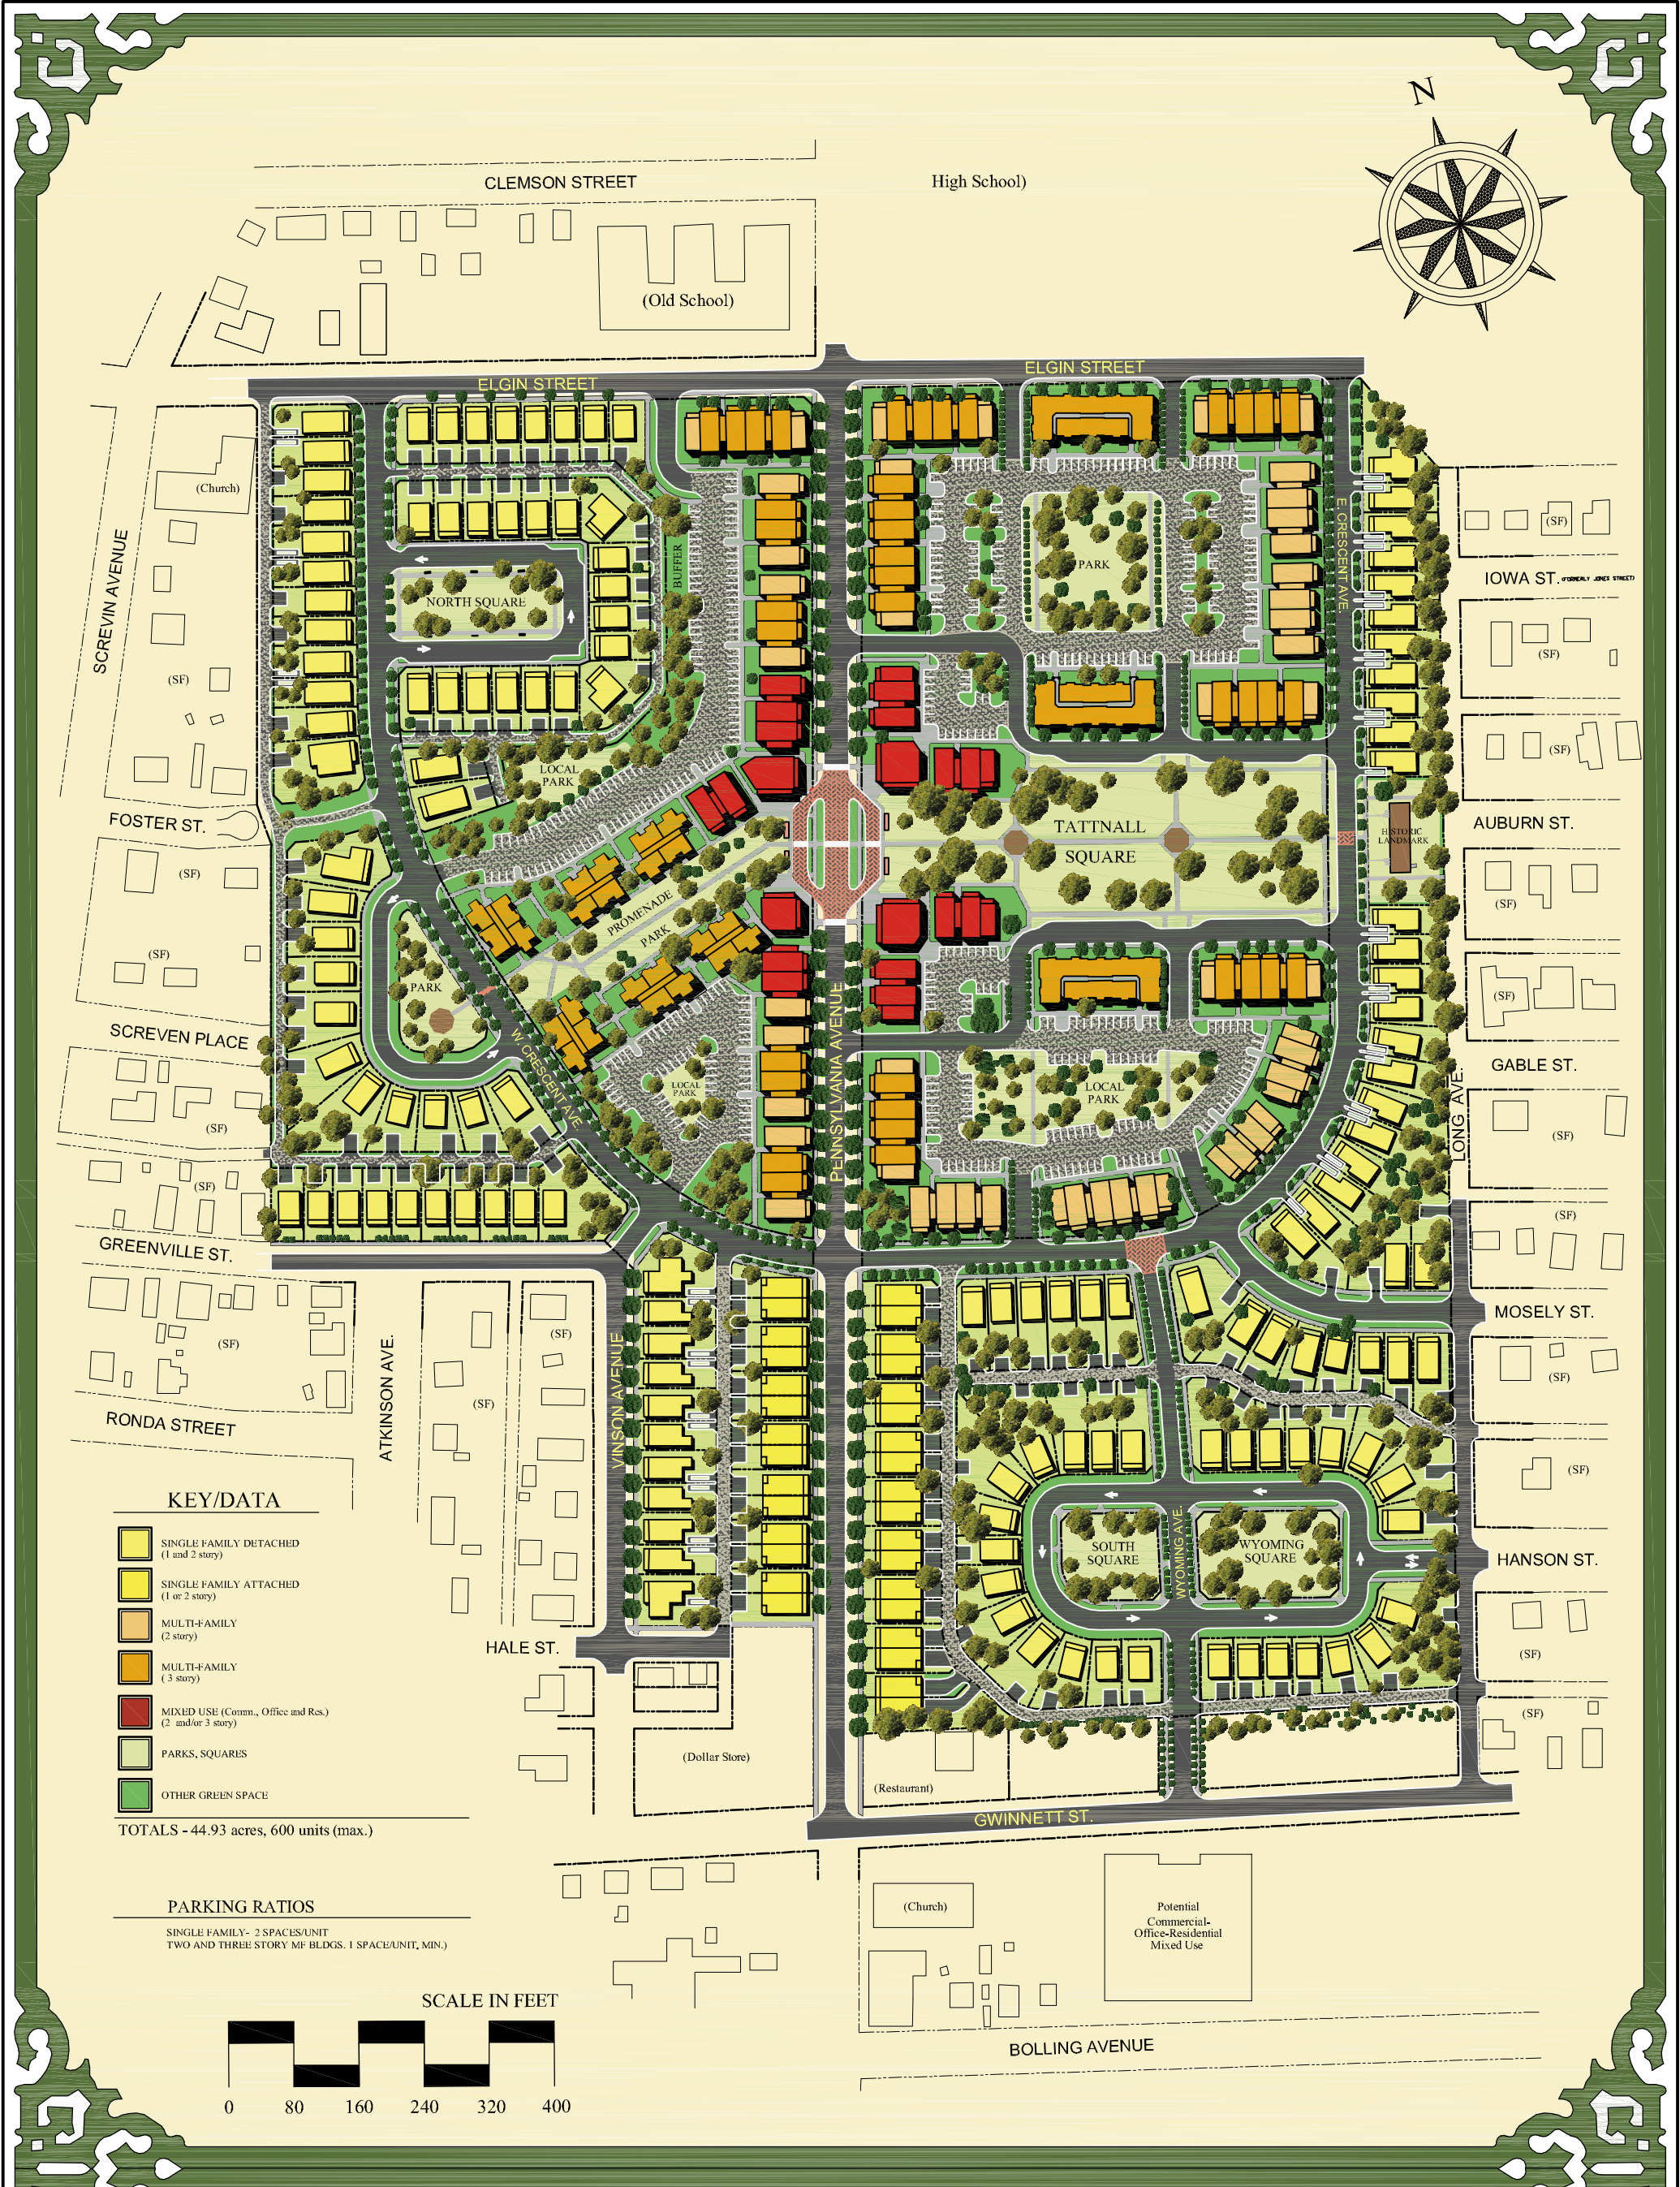 N
CLEMSON STREET
High School)
(Old School)
ELGIN STREET
ELGIN STREET
(Church)
SCREVIN AVENUE
BUFFER
NORTH SQUARE
PARK
E. CRESCENT AVE.
(SF)
IOWA ST. (FORMERLY JONES STREET)
(SF)
(SF)
(SF)
LOCAL
PARK
FOSTER ST.
TATTNALL
SQUARE
HISTORIC
LANDMARK
AUBURN ST.
(SF)
(SF)
PROMENADE
PARK
(SF)
PARK
(SF)
SCREVEN PLACE
W. CRESCENT AVE.
PENNSYLVANIA AVENUE
LOCAL
PARK
LOCAL
PARK
GABLE ST.
LONG AVE.
(SF)
(SF)
(SF)
(SF)
GREENVILLE ST.
MOSELY ST.
(SF)
(SF)
(SF)
VINSON AVENUE
ATKINSON AVE.
(SF)
RONDA STREET
(SF)
SOUTH
SQUARE
WYOMING AVE.
WYOMING
SQUARE
HANSON ST.
HALE ST.
(SF)
(SF)
(Dollar Store)
(Restaurant)
GWINNETT ST.
KEY/DATA
SINGLE FAMILY DETACHED
(1 and 2 story)
SINGLE FAMILY ATTACHED
(1 or 2 story)
MULTI-FAMILY
(2 story)
MULTI-FAMILY
( 3 story)
MIXED USE (Comm., Office and Res.)
(2 and/or 3 story)
PARKS, SQUARES
OTHER GREEN SPACE
TOTALS - 44.93 acres, 600 units (max.)
PARKING RATIOS
SINGLE FAMILY- 2 SPACES/UNIT
TWO AND THREE STORY MF BLDGS. 1 SPACE/UNIT, MIN.)
(Church)
Potential
Commercial-
Office-Residential
Mixed Use
SCALE IN FEET
0 80 160 240 320 400
BOLLING AVENUE